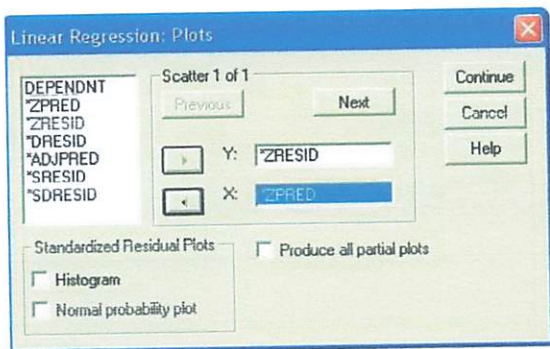 Linear Regression: Plots
DEPENDNT
*ZPRED
*ZRESID
*DRESID
*ADJPRED
*SRESID
*SDRESID
Scatter 1 of 1
Previous
Next
Y:
*ZRESID
X:
*ZPRED
Continue
Cancel
Help
Standardized Residual Plots
Histogram
Normal probability plot
Produce all partial plots